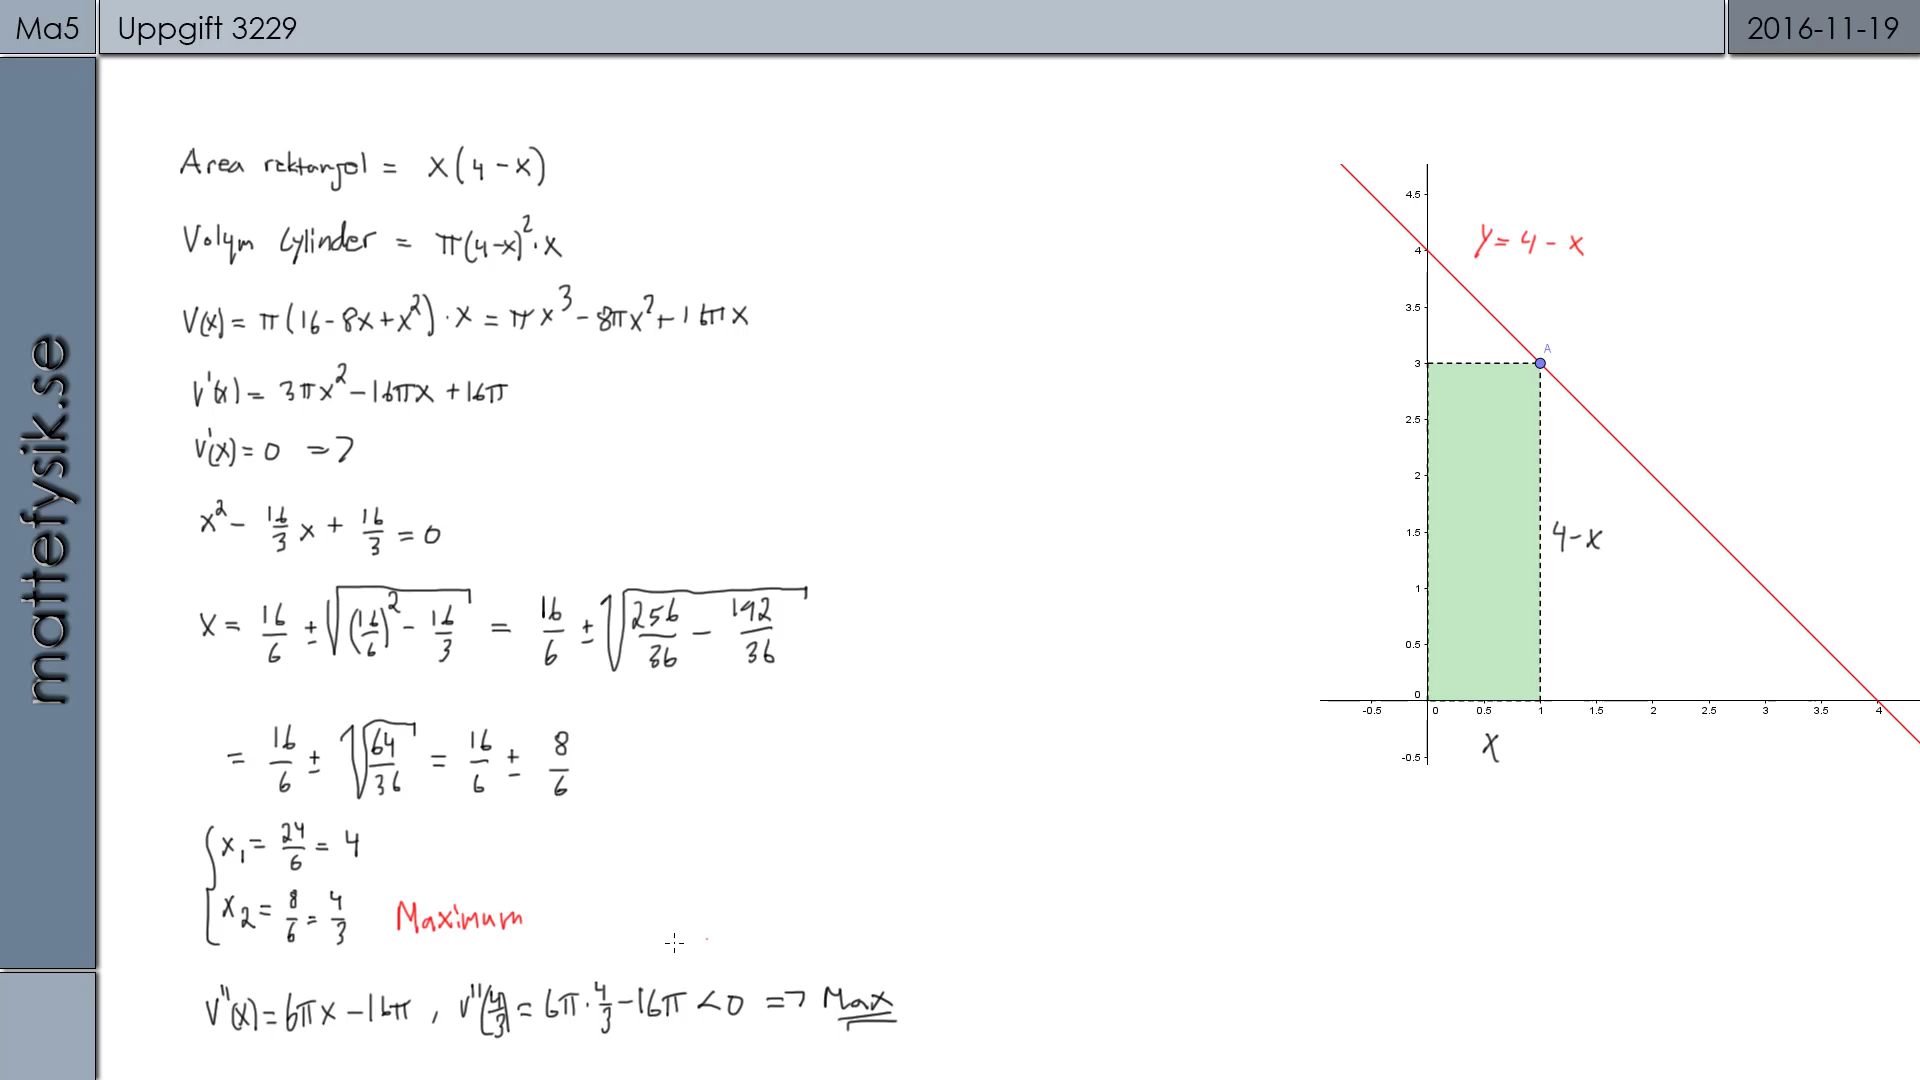 Ma5
Uppgift 3229
2016-11-19
mattefysik.se
Area rektangel = x(4-x)
Volym Cylinder = π(4-x)²·x
V(x) = π(16-8x+x²)·x = πx³ - 8πx² + 16πx
V'(x) = 3πx² - 16πx + 16π
V'(x) = 0 =>
x² - 16/3 x + 16/3 = 0
x = 16/6 ± √((16/6)² - 16/3) = 16/6 ± √(256/36 - 192/36)
= 16/6 ± √(64/36) = 16/6 ± 8/6
x₁ = 24/6 = 4
x₂ = 8/6 = 4/3 Maximum
V''(x) = 6πx - 16π , V''(4/3) = 6π·4/3 - 16π < 0 => Max
y = 4 - x
A
4-x
x
4.5
4
3.5
3
2.5
2
1.5
1
0.5
0
-0.5
-0.5 0 0.5 1 1.5 2 2.5 3 3.5 4